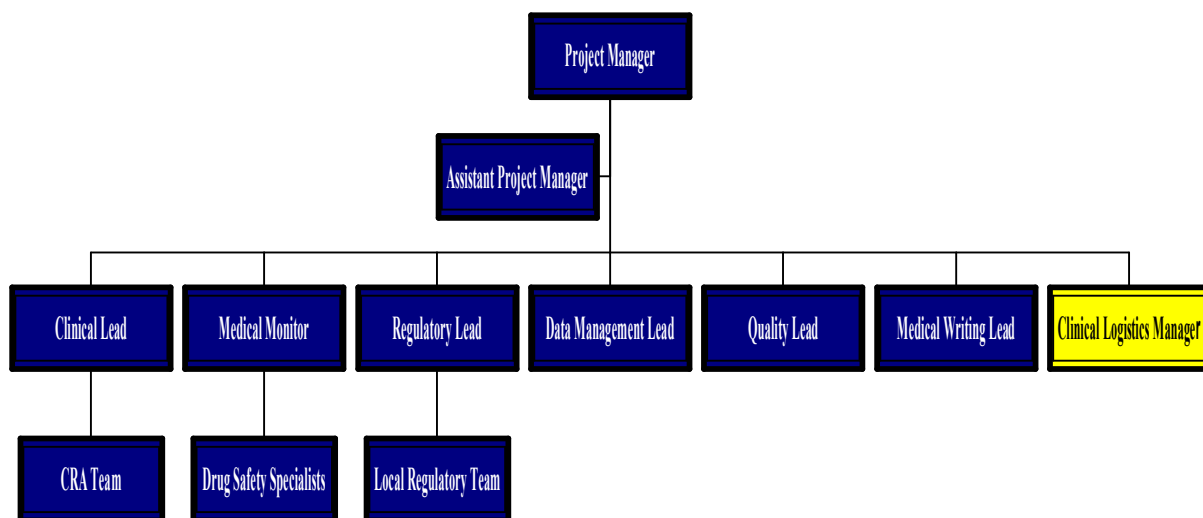 Project Manager
Assistant Project Manager
Clinical Lead
Medical Monitor
Regulatory Lead
Data Management Lead
Quality Lead
Medical Writing Lead
Clinical Logistics Manager
CRA Team
Drug Safety Specialists
Local Regulatory Team